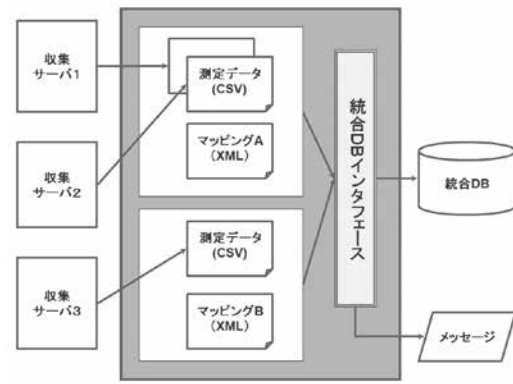 収集
サーバ1
収集
サーバ2
収集
サーバ3
測定データ
(CSV)
マッピングA
(XML)
測定データ
(CSV)
マッピングB
(XML)
統合DBインタフェース
統合DB
メッセージ